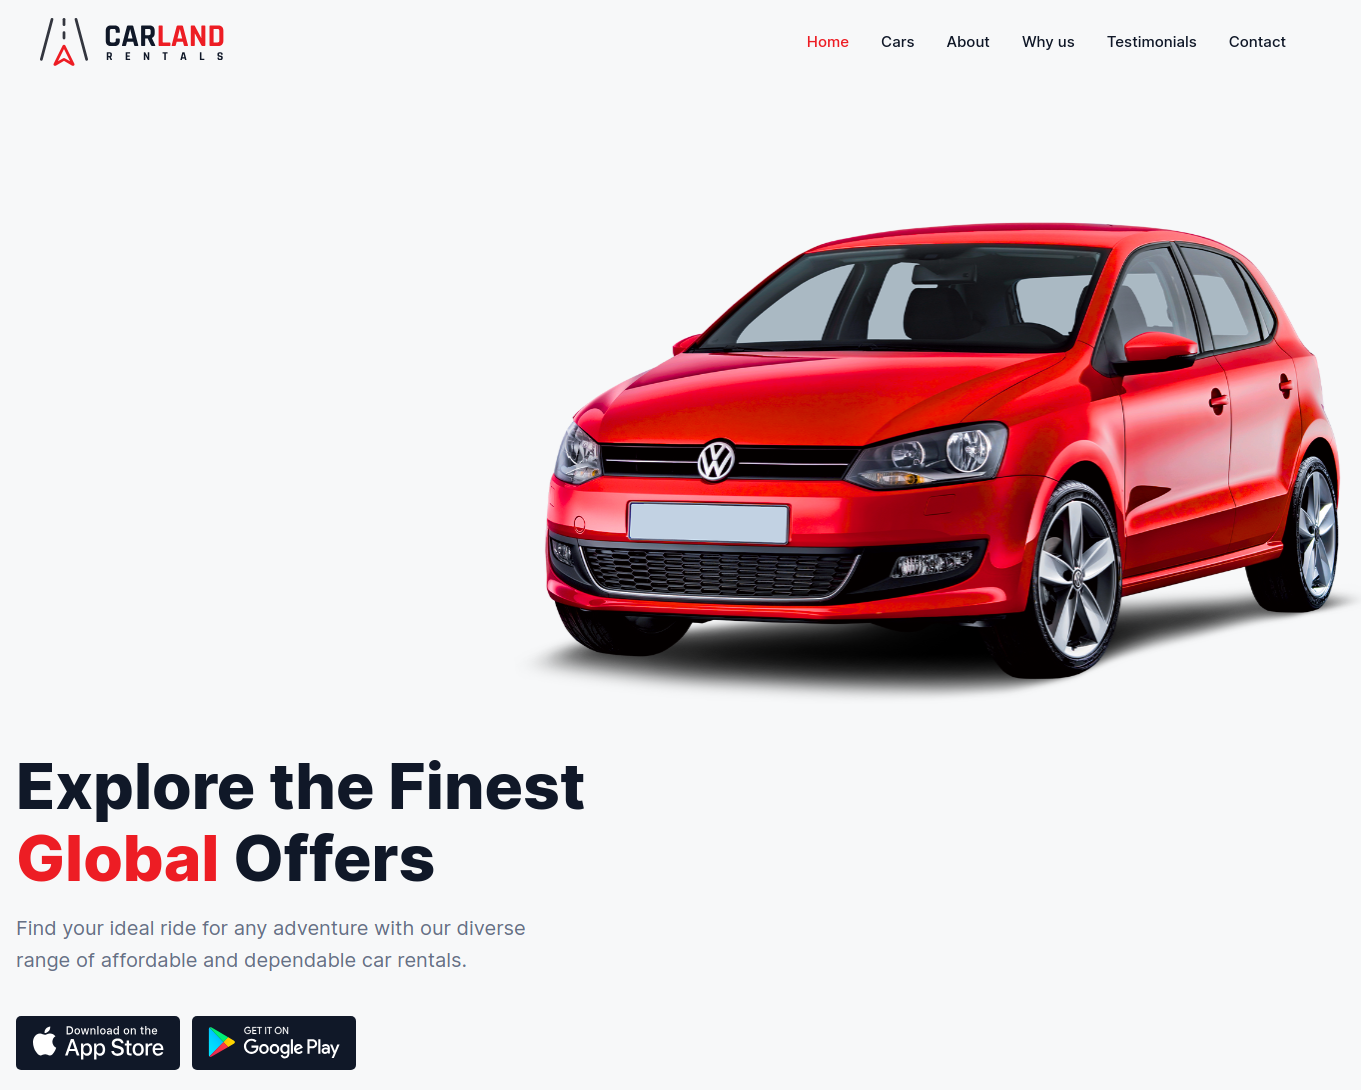 CARLAND
RENTALS
Home Cars About Why us Testimonials Contact
Explore the Finest
Global Offers
Find your ideal ride for any adventure with our diverse
range of affordable and dependable car rentals.
Download on the
App Store
GET IT ON
Google Play